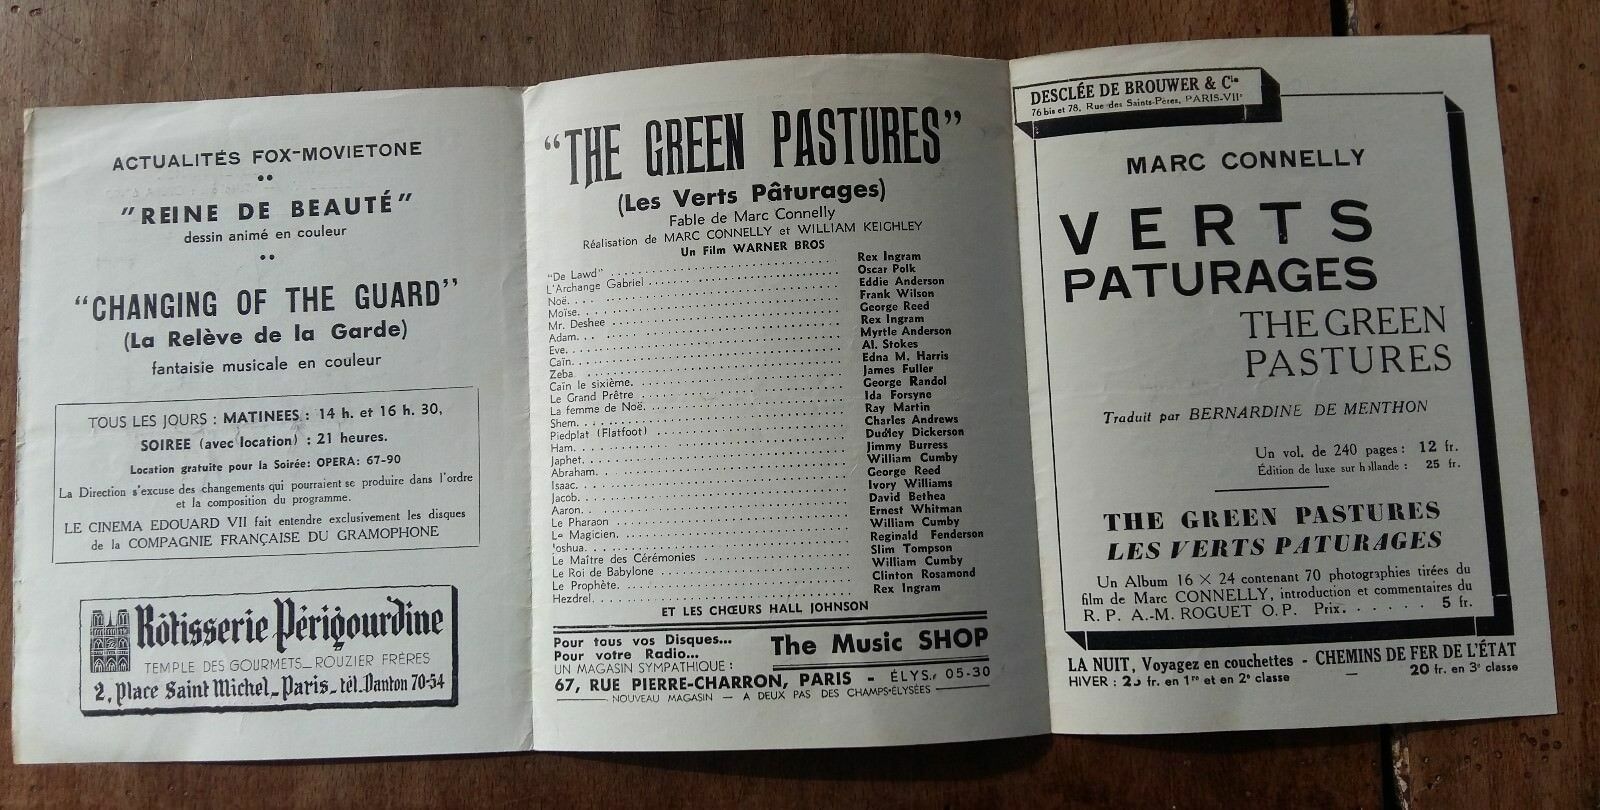 ACTUALITÉS FOX-MOVIETONE
"REINE DE BEAUTÉ"
dessin animé en couleur
"CHANGING OF THE GUARD"
(La Relève de la Garde)
fantaisie musicale en couleur
TOUS LES JOURS : MATINEES : 14 h. et 16 h. 30,
SOIREE (avec location) : 21 heures.
Location gratuite pour la Soirée: OPERA: 67-90
La Direction s'excuse des changements qui pourraient se produire dans l'ordre
et la composition du programme.
LE CINEMA EDOUARD VII fait entendre exclusivement les disques
de la COMPAGNIE FRANÇAISE DU GRAMOPHONE
Rôtisserie Périgourdine
TEMPLE DES GOURMETS_ ROUZIER FRÈRES
2, Place Saint Michel_Paris_tél. Danton 70-54
"THE GREEN PASTURES"
(Les Verts Pâturages)
Fable de Marc Connelly
Réalisation de MARC CONNELLY et WILLIAM KEIGHLEY
Un Film WARNER BROS
"De Lawd" Rex Ingram
L'Archange Gabriel Oscar Polk
Noë. Eddie Anderson
Moïse. Frank Wilson
Mr. Deshee George Reed
Adam. Rex Ingram
Eve. Myrtle Anderson
Caïn. Al. Stokes
Zeba Edna M. Harris
Caïn le sixième. James Fuller
Le Grand Prêtre George Randol
La femme de Noë. Ida Forsyne
Shem. Ray Martin
Piedplat (Flatfoot) Charles Andrews
Ham. Dudley Dickerson
Japhet. Jimmy Burress
Abraham. William Cumby
Isaac. George Reed
Jacob. Ivory Williams
Aaron. David Bethea
Le Pharaon Ernest Whitman
Le Magicien. William Cumby
Joshua. Reginald Fenderson
Le Maître des Cérémonies Slim Tompson
Le Roi de Babylone William Cumby
Le Prophète. Clinton Rosamond
Hezdrel. Rex Ingram
ET LES CHŒURS HALL JOHNSON
Pour tous vos Disques...
Pour votre Radio...
UN MAGASIN SYMPATHIQUE :
The Music SHOP
67, RUE PIERRE-CHARRON, PARIS - ÉLYS. 05-30
NOUVEAU MAGASIN — A DEUX PAS DES CHAMPS-ÉLYSÉES
DESCLÉE DE BROUWER & Cie
76 bis et 78, Rue des Saints-Pères, PARIS-VIIe
MARC CONNELLY
VERTS
PATURAGES
THE GREEN
PASTURES
Traduit par BERNARDINE DE MENTHON
Un vol. de 240 pages : 12 fr.
Édition de luxe sur hollande : 25 fr.
THE GREEN PASTURES
LES VERTS PATURAGES
Un Album 16 × 24 contenant 70 photographies tirées du
film de Marc CONNELLY, introduction et commentaires du
R. P. A.-M. ROGUET O. P. Prix. . . . . . . 5 fr.
LA NUIT, Voyagez en couchettes - CHEMINS DE FER DE L'ÉTAT
HIVER : 25 fr. en 1re et en 2e classe — 20 fr. en 3e classe